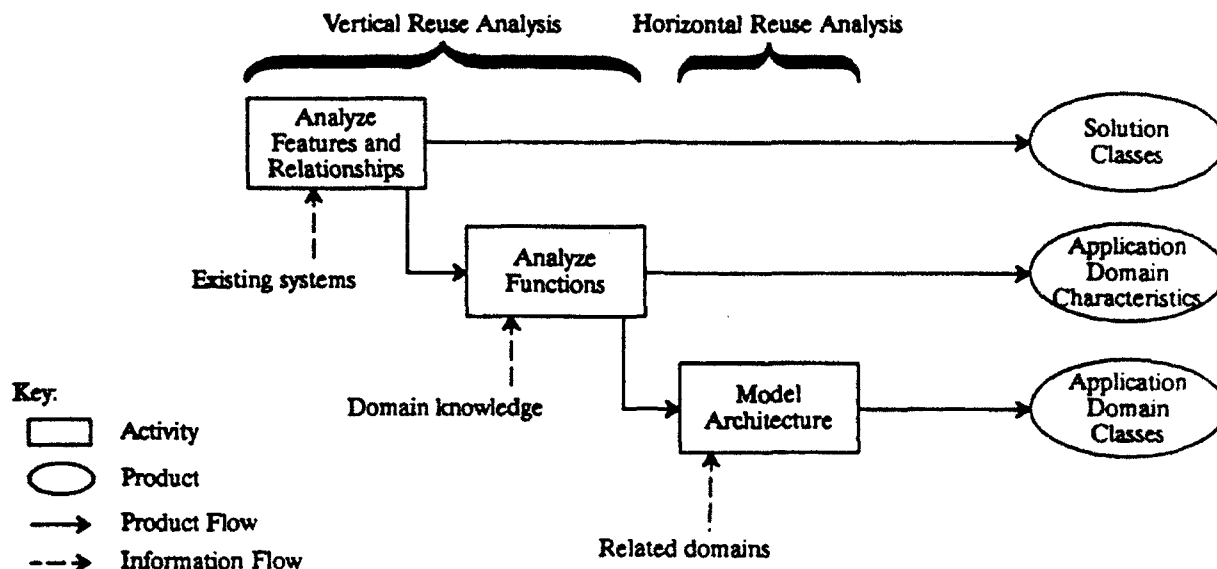 Vertical Reuse Analysis
Horizontal Reuse Analysis
Analyze
Features and
Relationships
Solution
Classes
Existing systems
Analyze
Functions
Application
Domain
Characteristics
Domain knowledge
Model
Architecture
Application
Domain
Classes
Related domains
Key:
Activity
Product
Product Flow
Information Flow